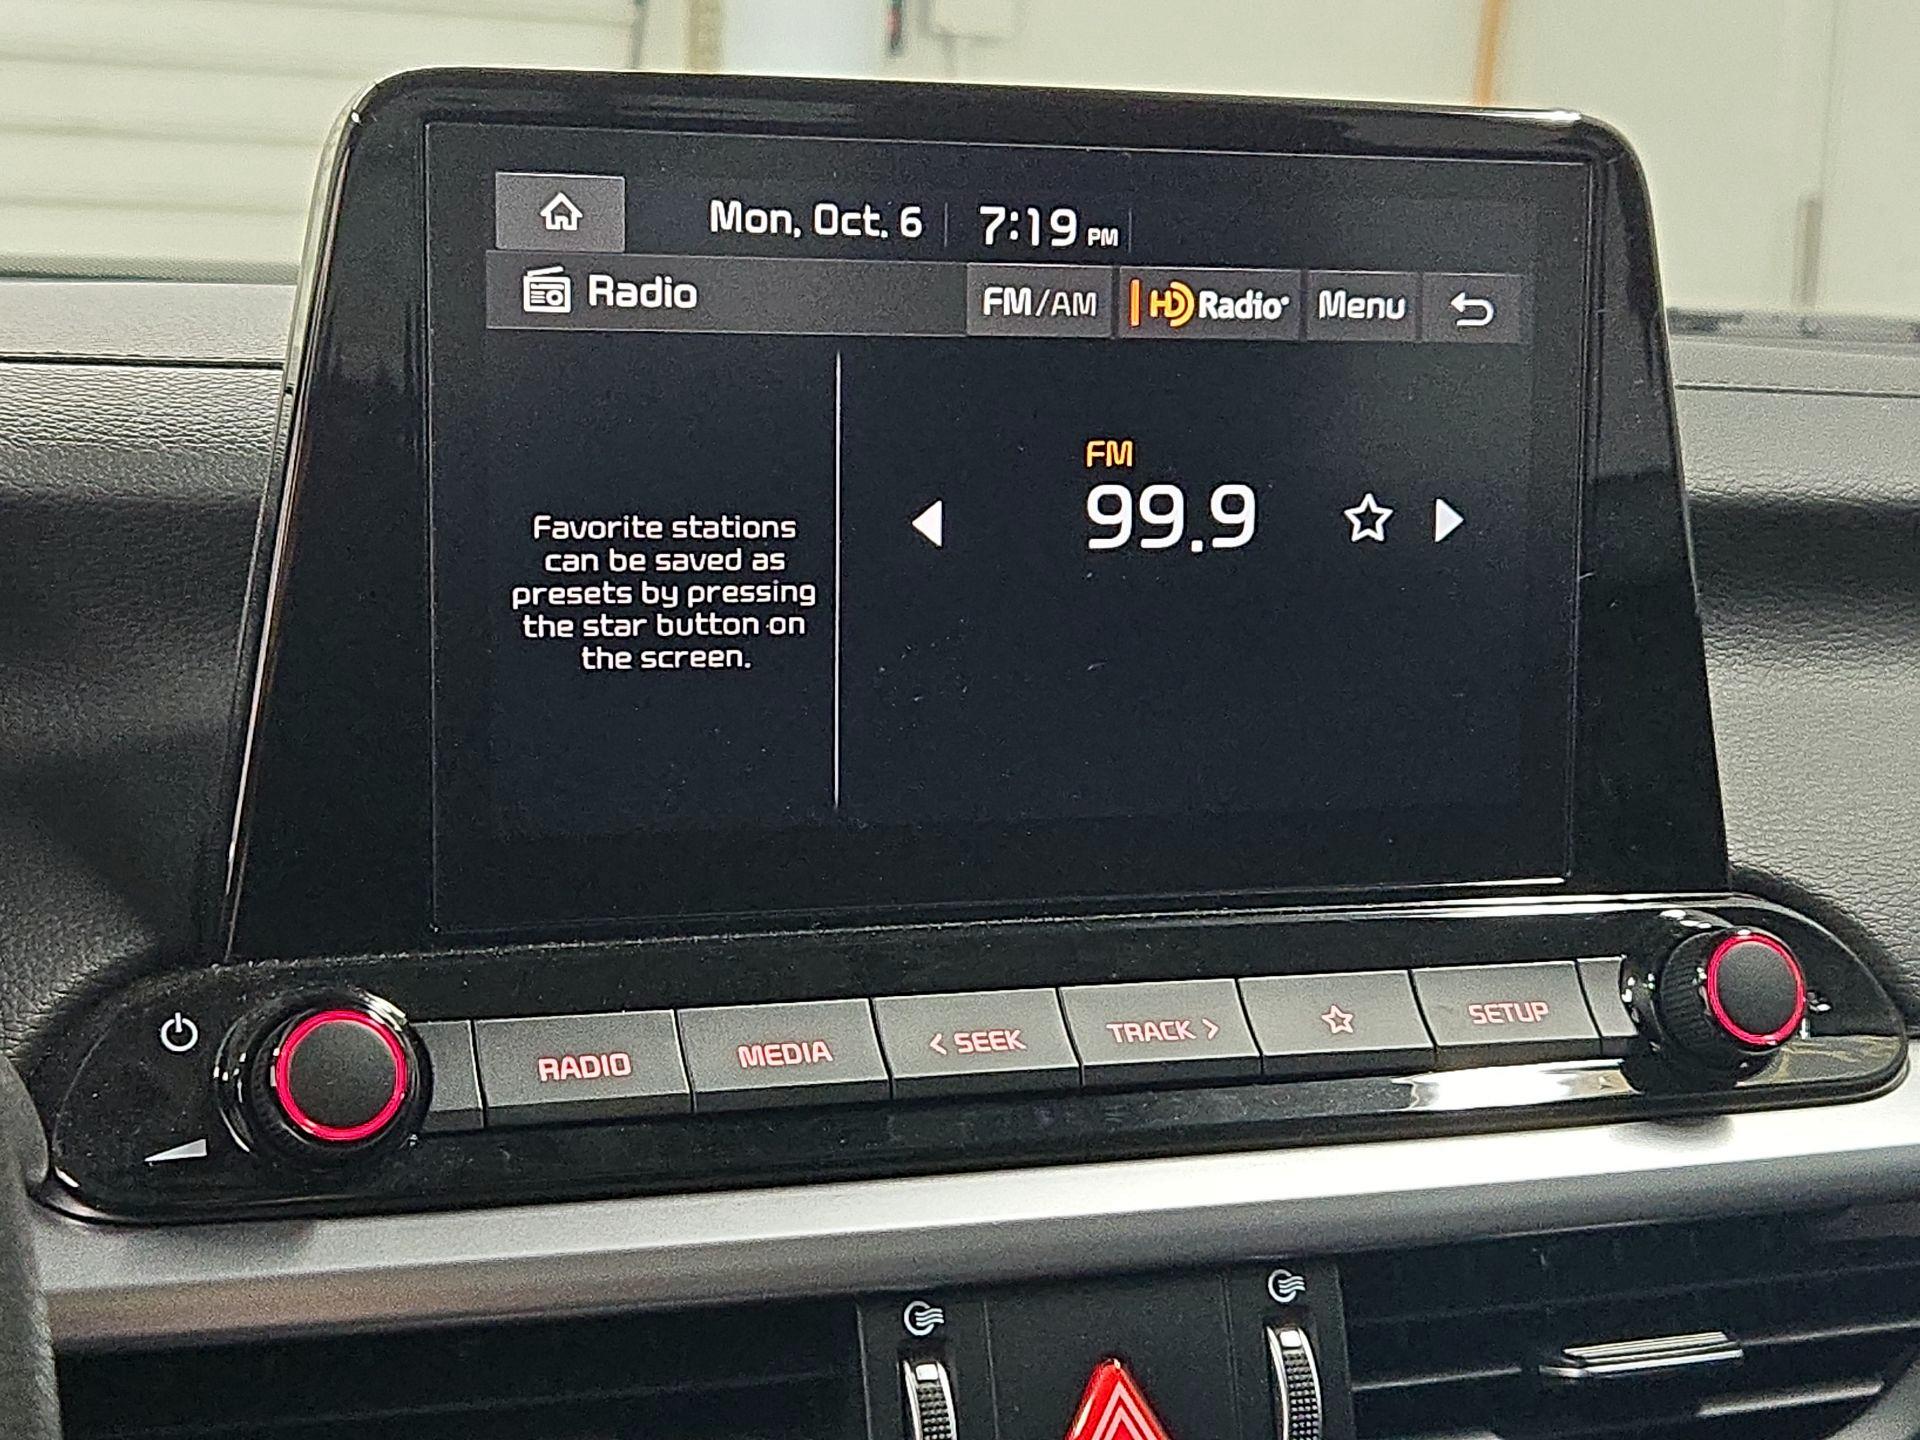 Mon, Oct. 6 7:19 PM
Radio FM/AM HD Radio Menu
FM
99.9
Favorite stations
can be saved as
presets by pressing
the star button on
the screen.
RADIO MEDIA < SEEK TRACK > SETUP